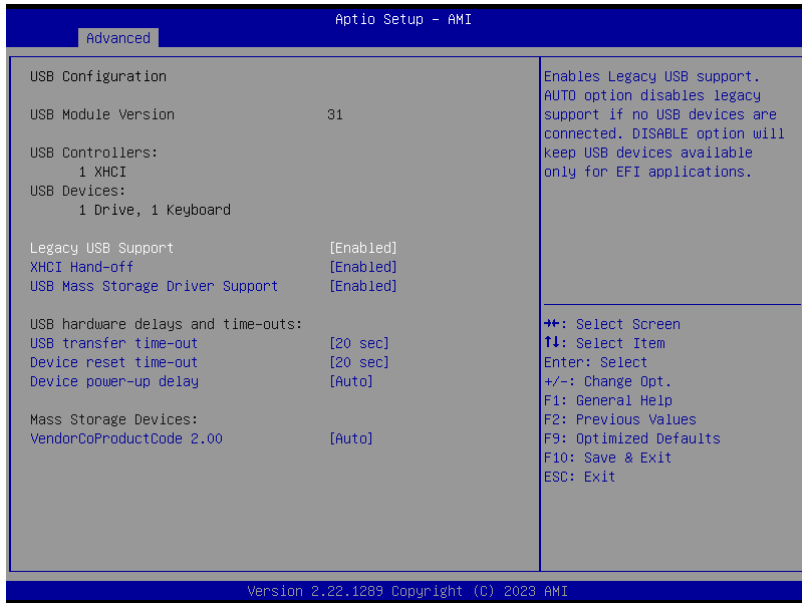 Aptio Setup – AMI
Advanced
USB Configuration
USB Module Version 31
USB Controllers:
1 XHCI
USB Devices:
1 Drive, 1 Keyboard
Legacy USB Support [Enabled]
XHCI Hand-off [Enabled]
USB Mass Storage Driver Support [Enabled]
USB hardware delays and time-outs:
USB transfer time-out [20 sec]
Device reset time-out [20 sec]
Device power-up delay [Auto]
Mass Storage Devices:
VendorCoProductCode 2.00 [Auto]
Enables Legacy USB support.
AUTO option disables legacy
support if no USB devices are
connected. DISABLE option will
keep USB devices available
only for EFI applications.
→←: Select Screen
↑↓: Select Item
Enter: Select
+/-: Change Opt.
F1: General Help
F2: Previous Values
F9: Optimized Defaults
F10: Save & Exit
ESC: Exit
Version 2.22.1289 Copyright (C) 2023 AMI